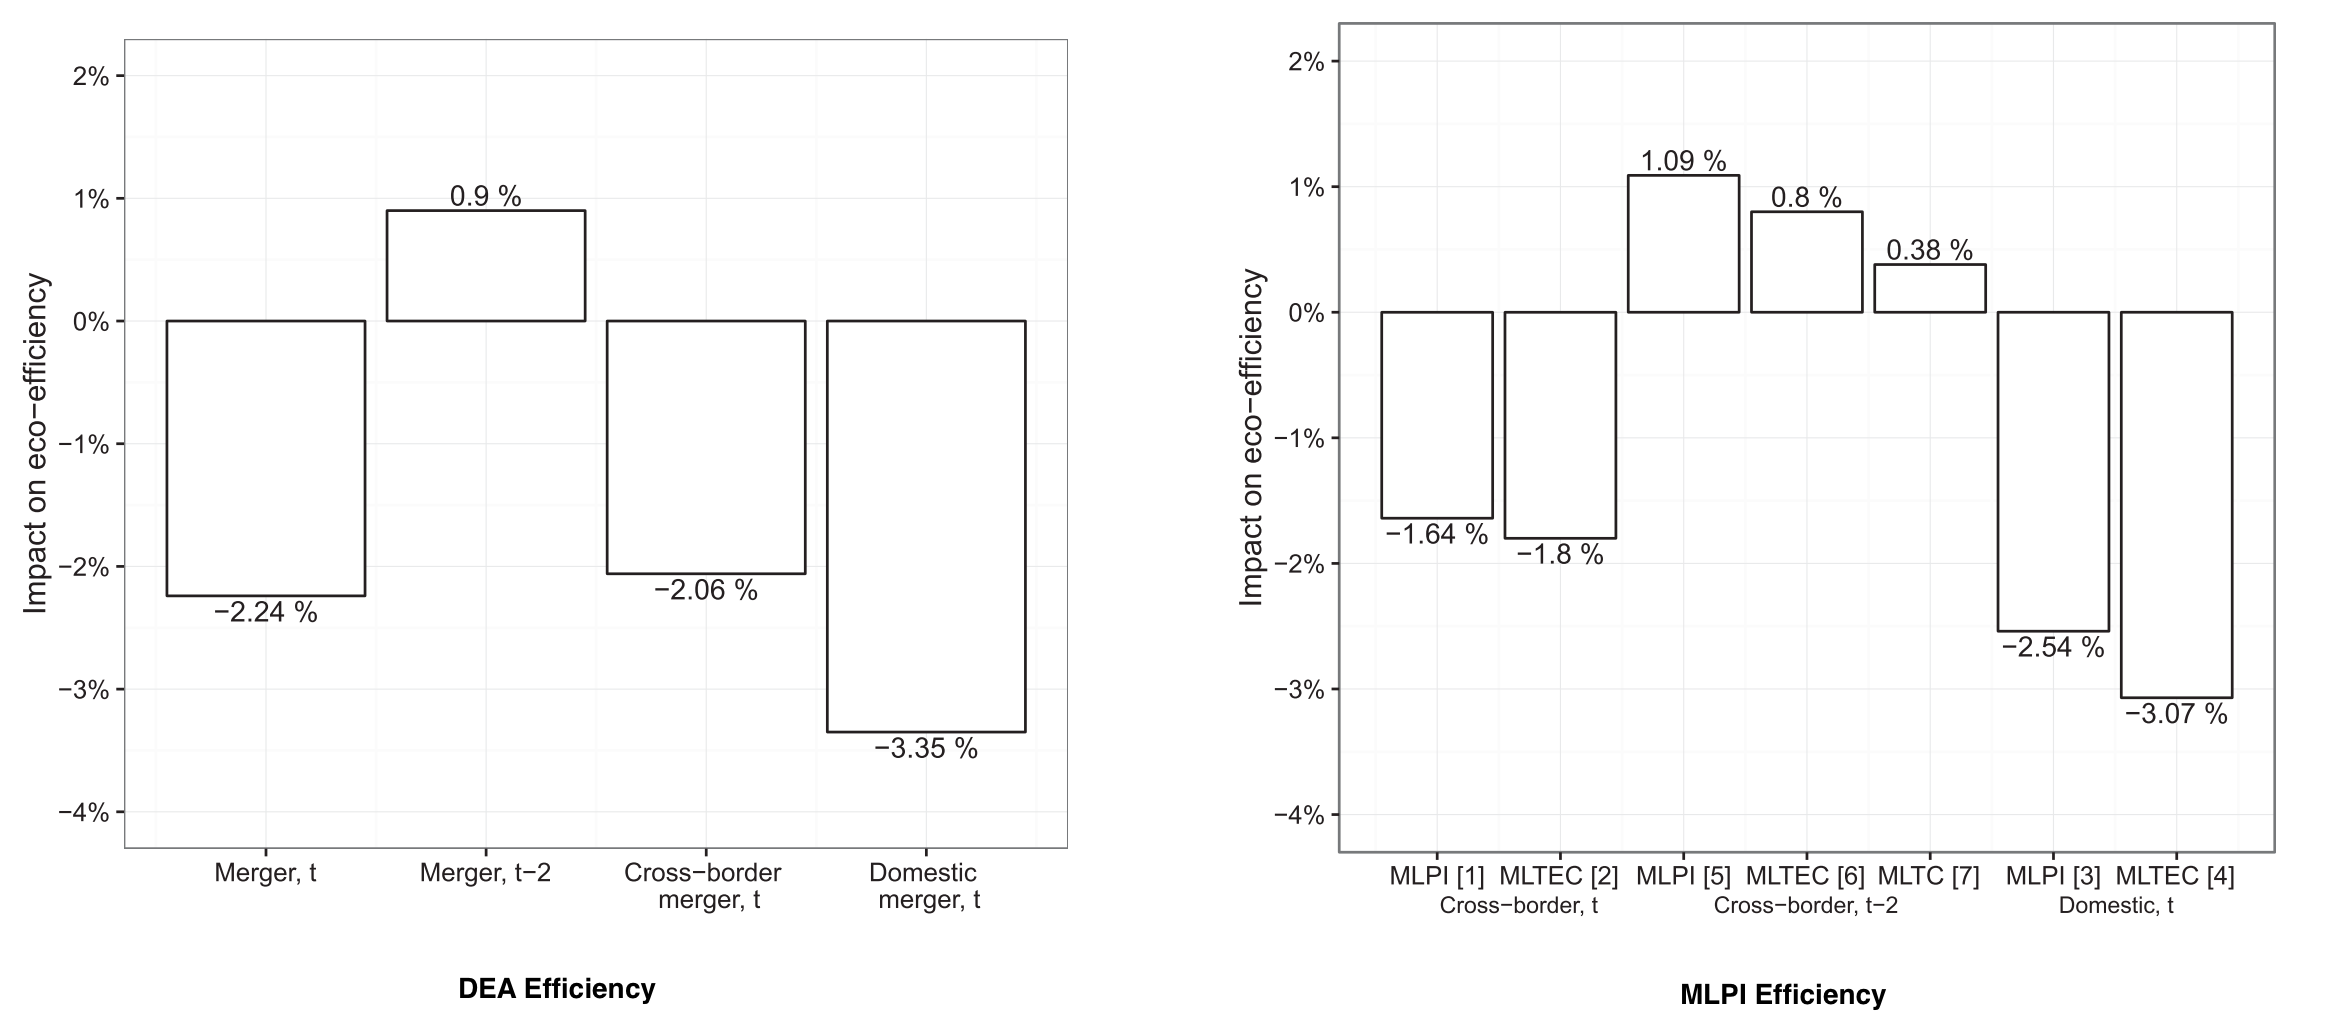 Impact on eco−efficiency
2%
1%
0%
−1%
−2%
−3%
−4%
−2.24 %
0.9 %
−2.06 %
−3.35 %
Merger, t
Merger, t−2
Cross−border
merger, t
Domestic
merger, t
DEA Efficiency
Impact on eco−efficiency
2%
1%
0%
−1%
−2%
−3%
−4%
−1.64 %
−1.8 %
1.09 %
0.8 %
0.38 %
−2.54 %
−3.07 %
MLPI [1] MLTEC [2] MLPI [5] MLTEC [6] MLTC [7] MLPI [3] MLTEC [4]
Cross−border, t Cross−border, t−2 Domestic, t
MLPI Efficiency